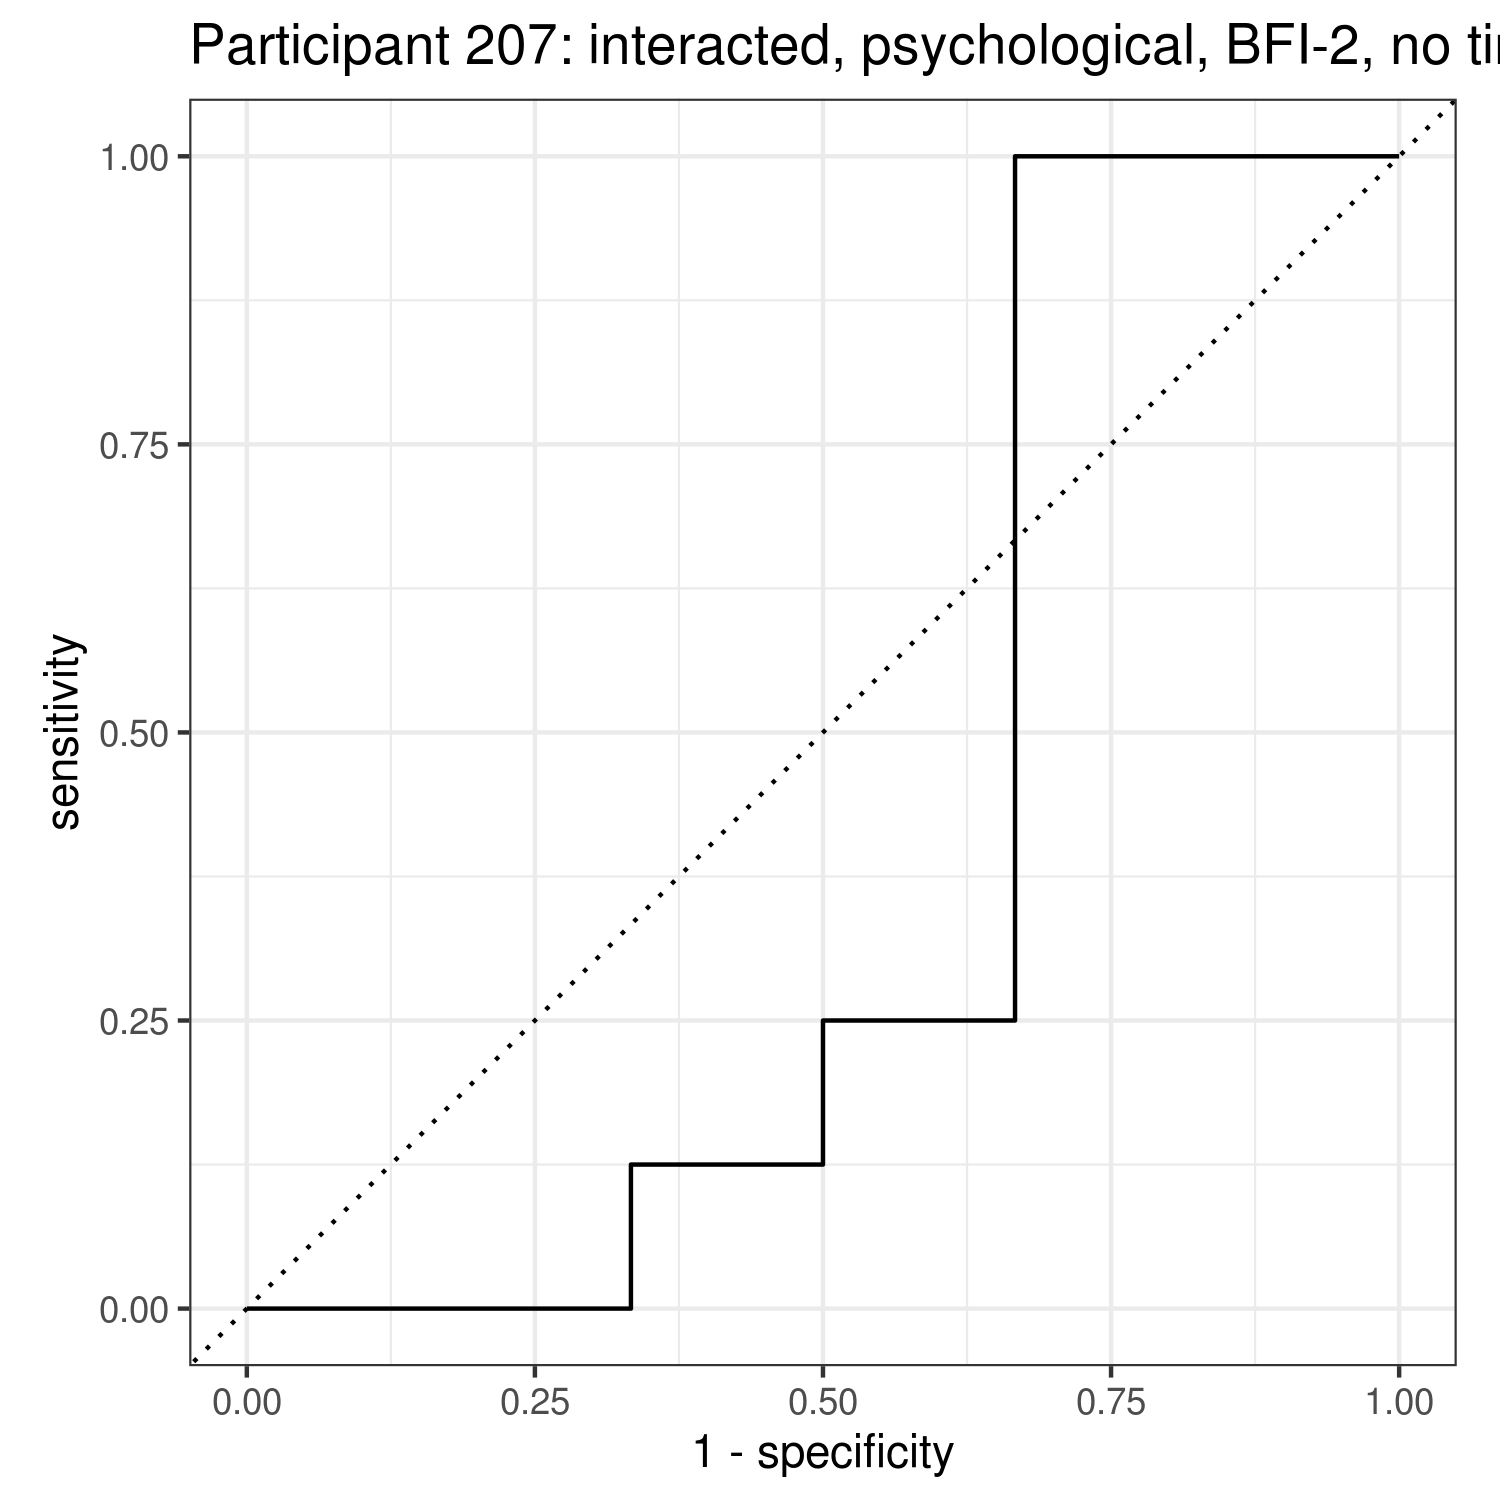 Participant 207: interacted, psychological, BFI-2, no
1.00
0.75
0.50
0.25
0.00
sensitivity
0.00 0.25 0.50 0.75 1.00
1 - specificity